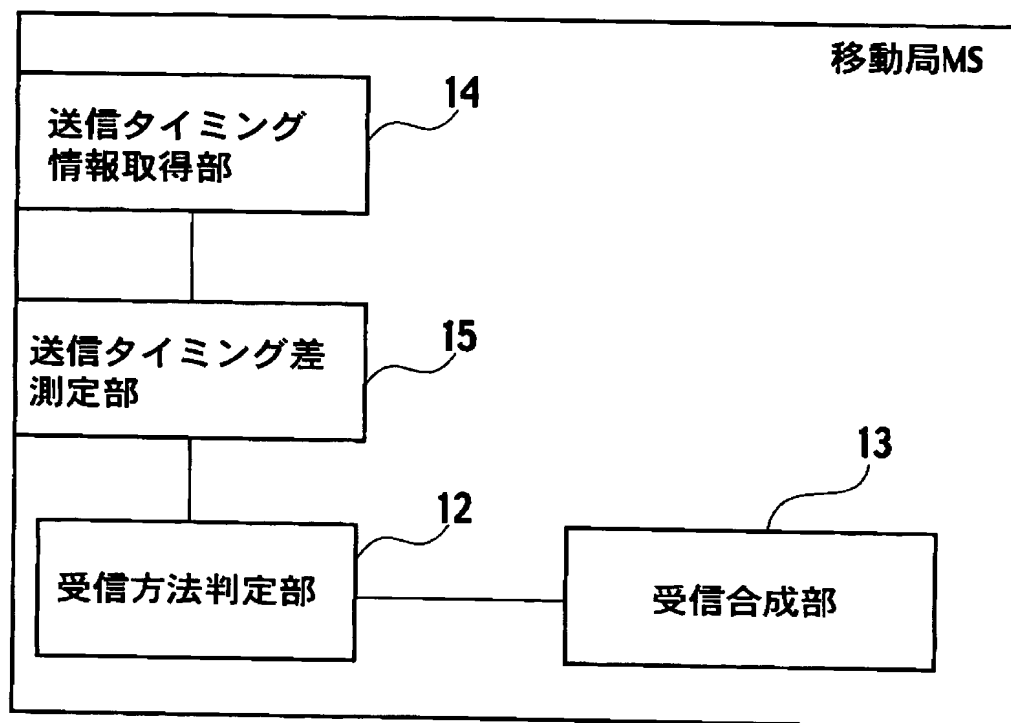 移動局MS
14
送信タイミング
情報取得部
15
送信タイミング差
測定部
13
12
受信方法判定部
受信合成部